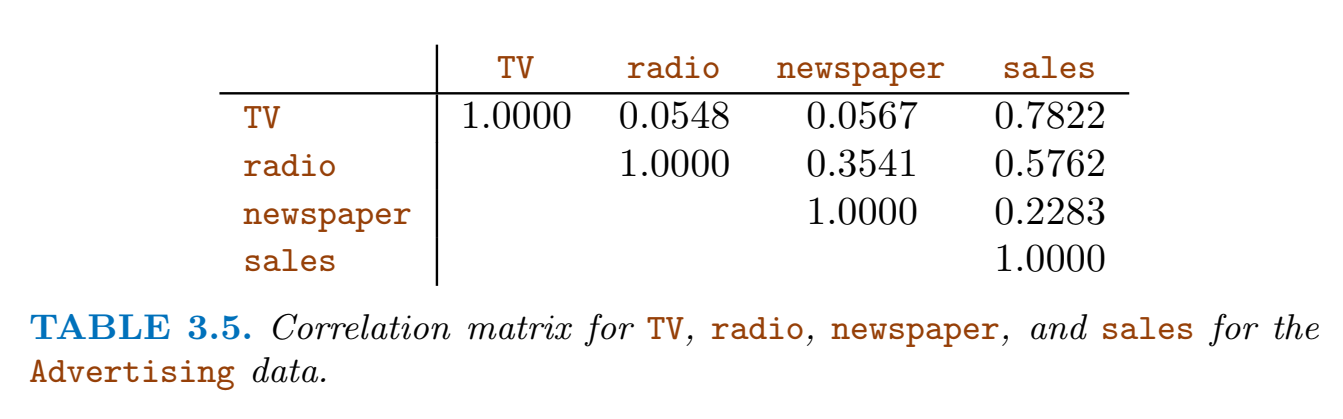 TV radio newspaper sales
TV 1.0000 0.0548 0.0567 0.7822
radio 1.0000 0.3541 0.5762
newspaper 1.0000 0.2283
sales 1.0000
TABLE 3.5. Correlation matrix for TV, radio, newspaper, and sales for the
Advertising data.